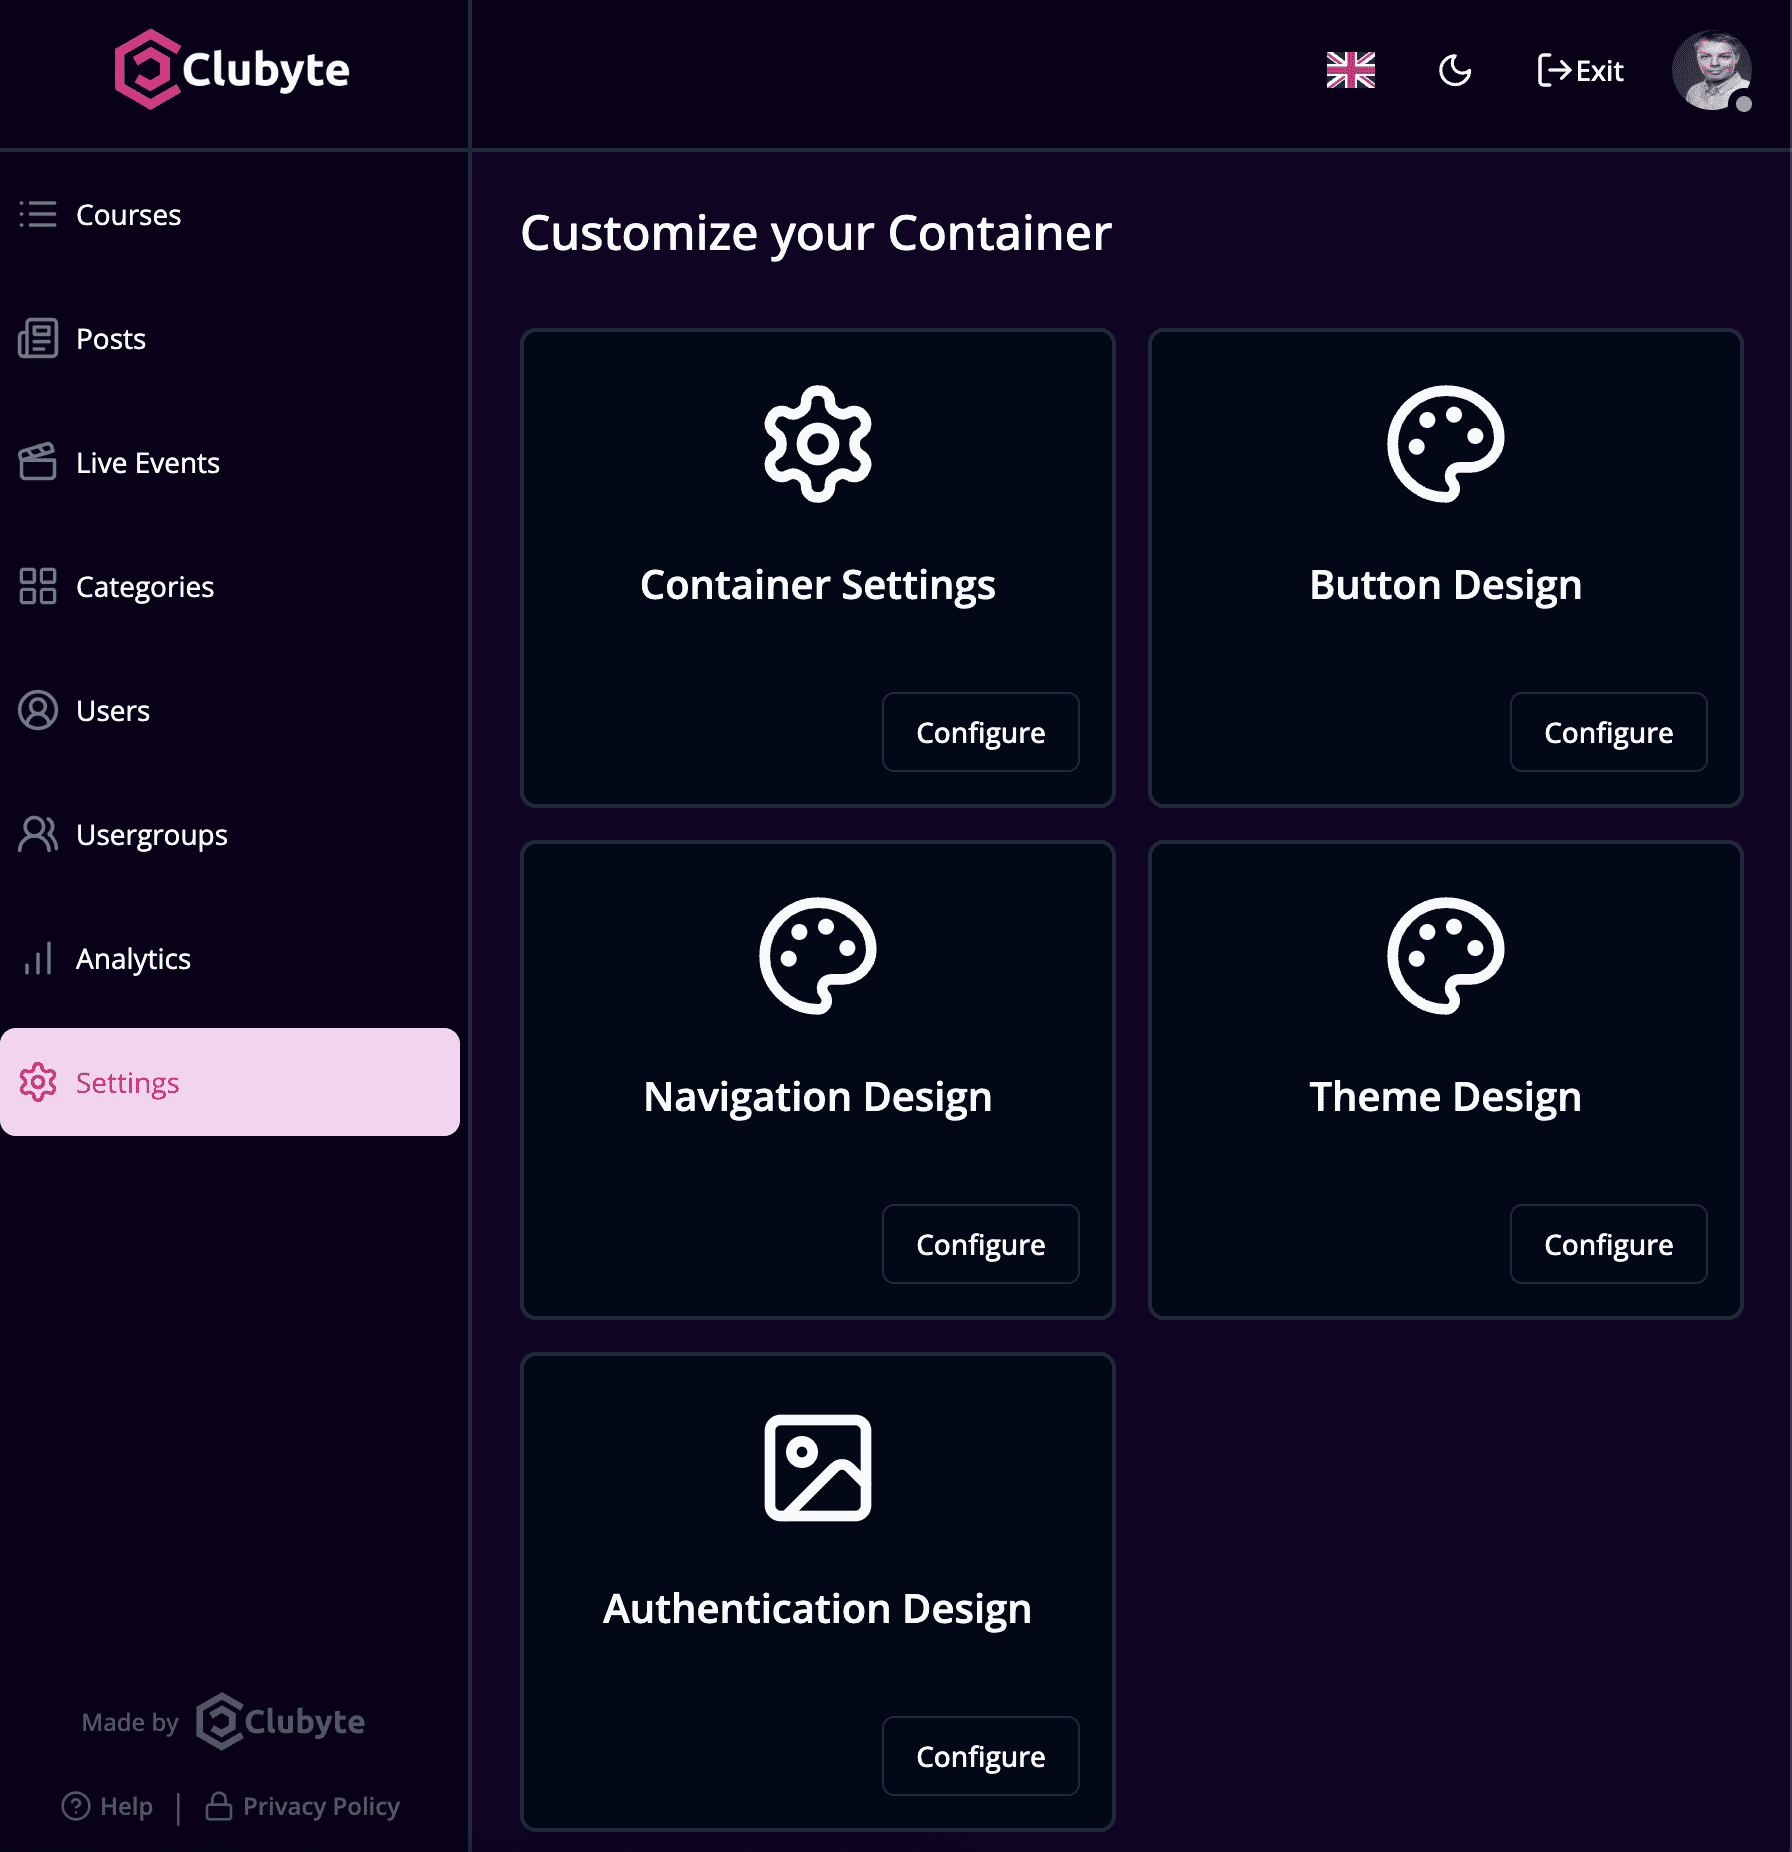 Clubyte
Exit
Courses
Posts
Live Events
Categories
Users
Usergroups
Analytics
Settings
Made by Clubyte
Help | Privacy Policy
Customize your Container
Container Settings
Configure
Button Design
Configure
Navigation Design
Configure
Theme Design
Configure
Authentication Design
Configure